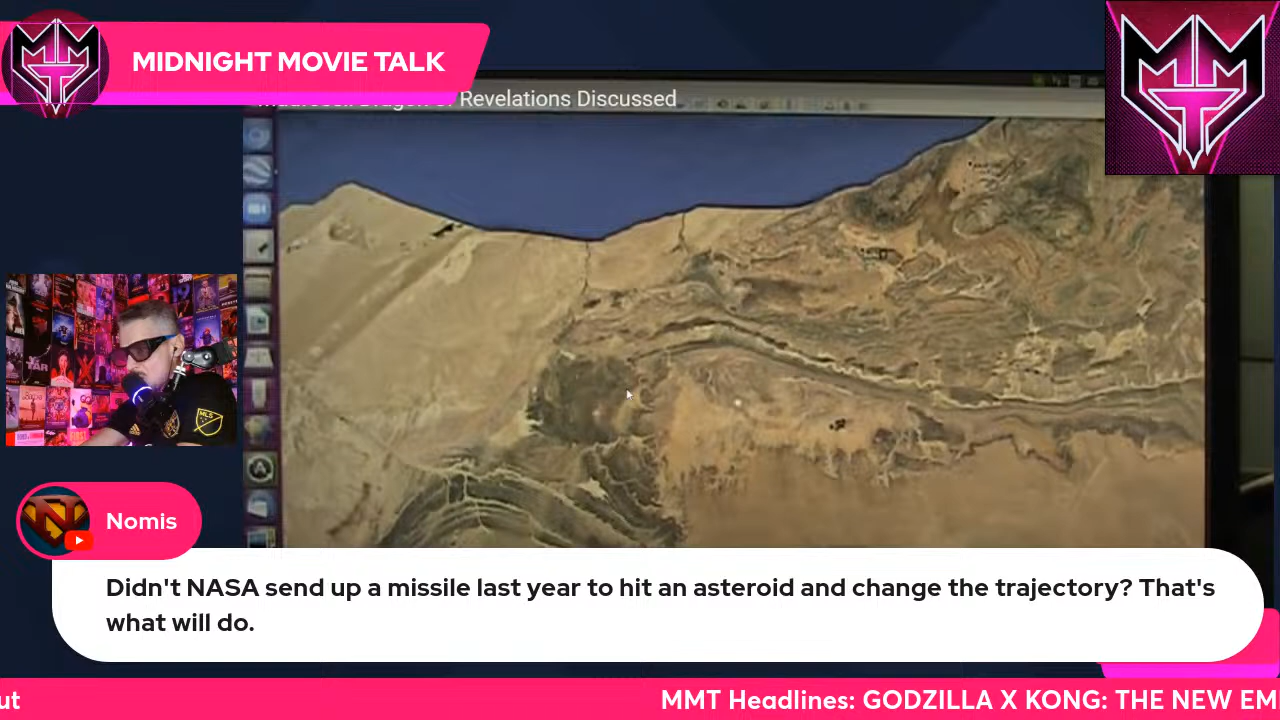 MIDNIGHT MOVIE TALK
Revelations Discussed
Nomis
Didn't NASA send up a missile last year to hit an asteroid and change the trajectory? That's
what will do.
ut
MMT Headlines: GODZILLA X KONG: THE NEW EM